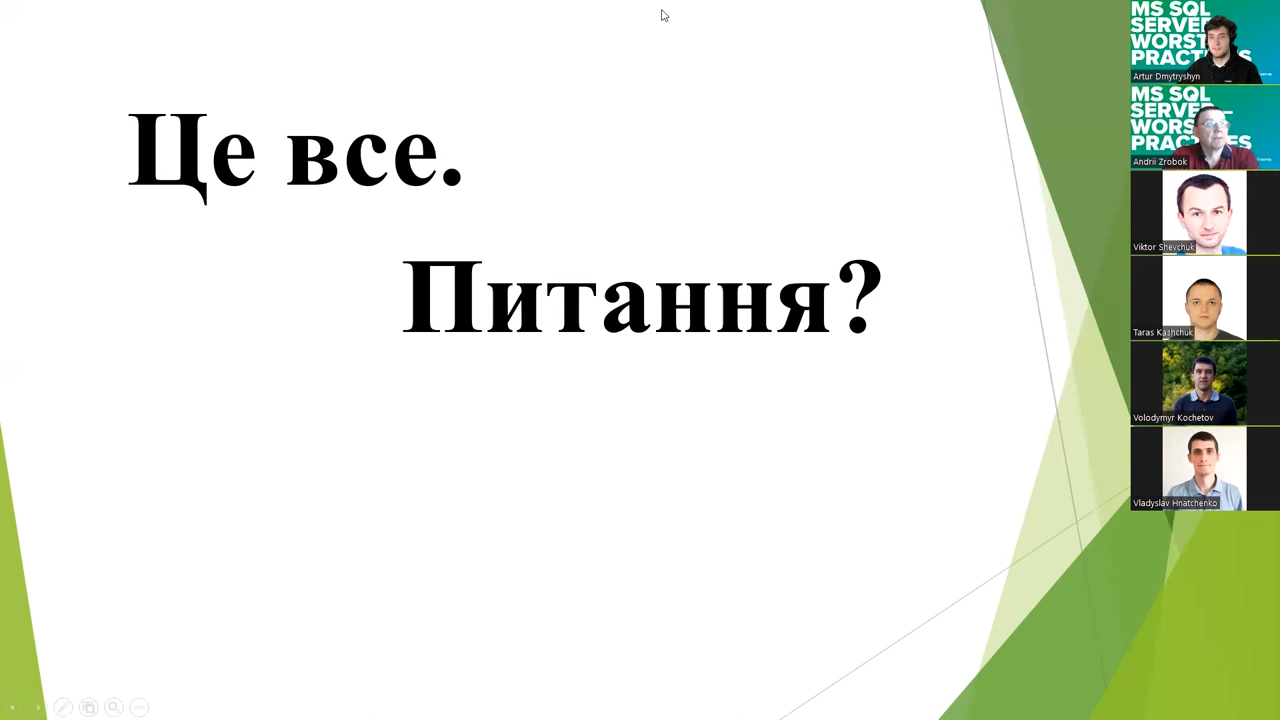 Це все.
Питання?
MS SQL
SERVER
WORST
PRACTICES
Artur Dmytryshyn
MS SQL
SERVER –
WORST
PRACTICES
Andrii Zrobok
Viktor Shevchuk
Taras Kashchuk
Volodymyr Kochetov
Vladyslav Hnatchenko